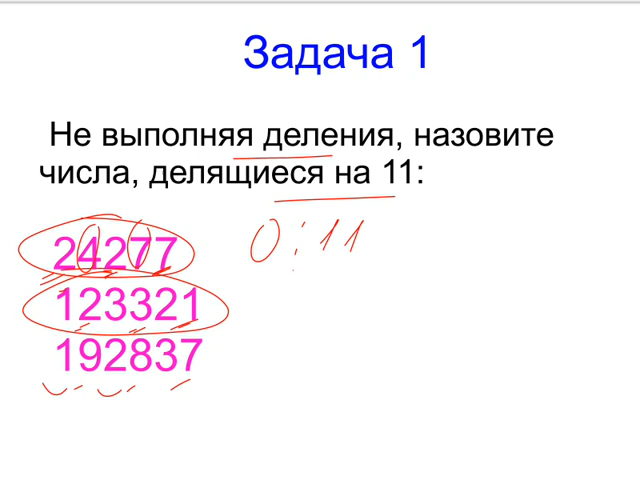 Задача 1
Не выполняя деления, назовите
числа, делящиеся на 11:
24277
0 : 11
123321
192837